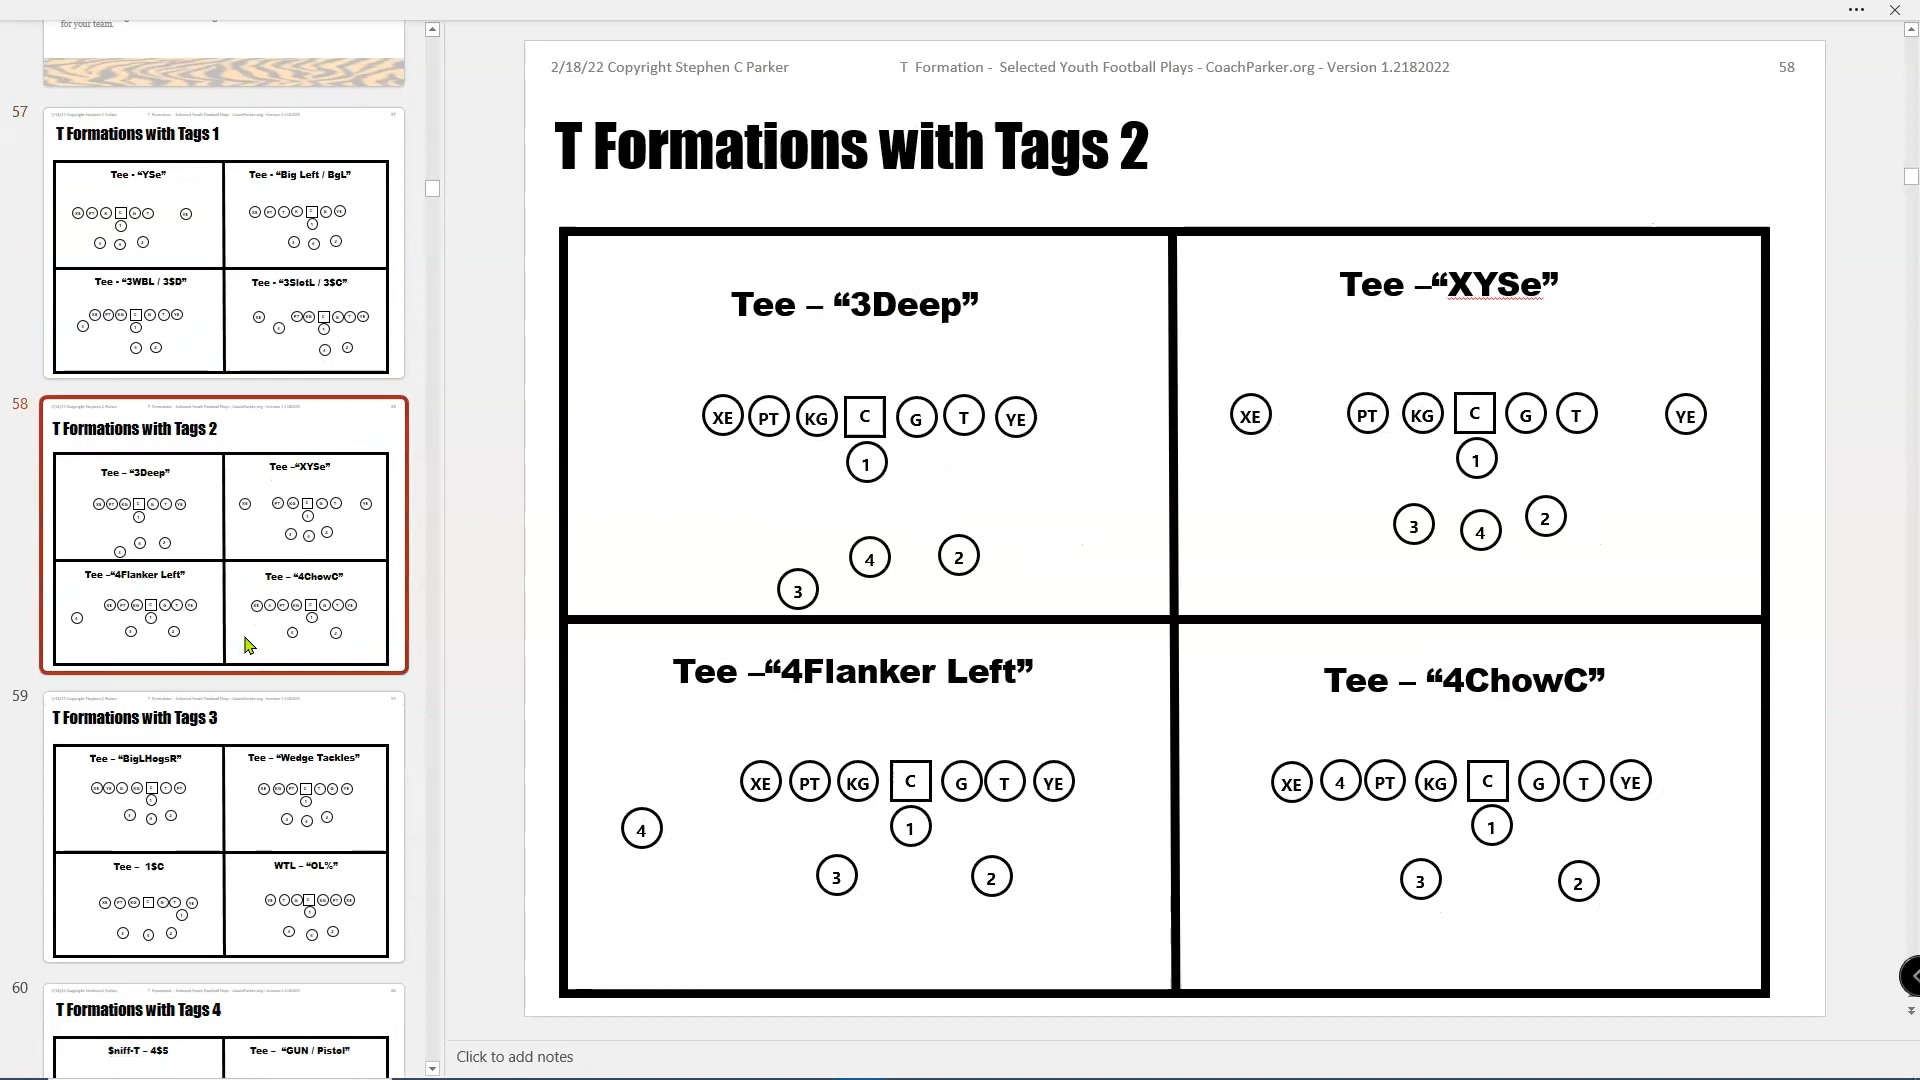 for your team.
57
T Formations with Tags 1
Tee - “YSe”
Tee - “Big Left / BgL”
Tee - “3WBL / 3$D”
Tee - “3SlotL / 3$C”
58
T Formations with Tags 2
Tee – “3Deep”
Tee –“XYSe”
Tee –“4Flanker Left”
Tee – “4ChowC”
59
T Formations with Tags 3
Tee – “BigLHogsR”
Tee – “Wedge Tackles”
Tee – 1$C
WTL – “OL%”
60
T Formations with Tags 4
$niff-T – 4$5
Tee – “GUN / Pistol”
2/18/22 Copyright Stephen C Parker
T Formation - Selected Youth Football Plays - CoachParker.org - Version 1.2182022
58
T Formations with Tags 2
Tee – “3Deep”
XE PT KG C G T YE
1
4 2
3
Tee –“XYSe”
XE PT KG C G T YE
1
3 4 2
Tee –“4Flanker Left”
XE PT KG C G T YE
4 1
3 2
Tee – “4ChowC”
XE 4 PT KG C G T YE
1
3 2
Click to add notes